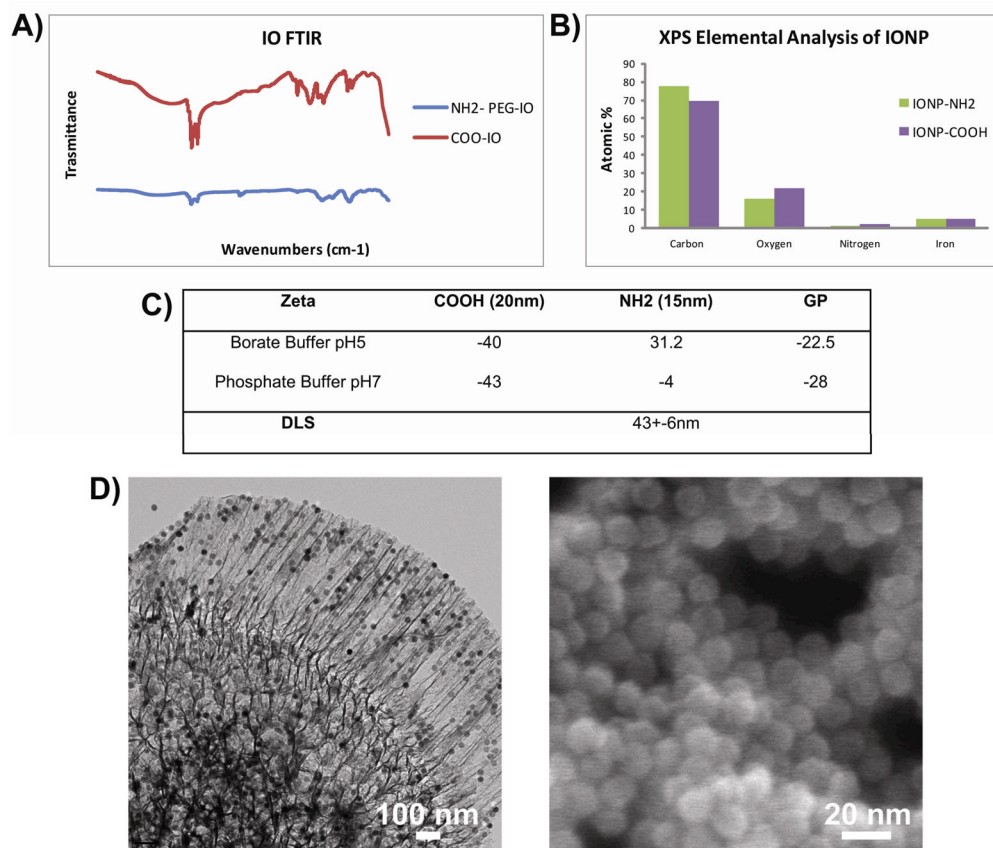 A)
IO FTIR
Trasmittance
NH2- PEG-IO
COO-IO
Wavenumbers (cm-1)
B)
XPS Elemental Analysis of IONP
Atomic %
90
80
70
60
50
40
30
20
10
0
Carbon Oxygen Nitrogen Iron
IONP-NH2
IONP-COOH
C)
Zeta COOH (20nm) NH2 (15nm) GP
Borate Buffer pH5 -40 31.2 -22.5
Phosphate Buffer pH7 -43 -4 -28
DLS 43+-6nm
D)
100 nm
20 nm